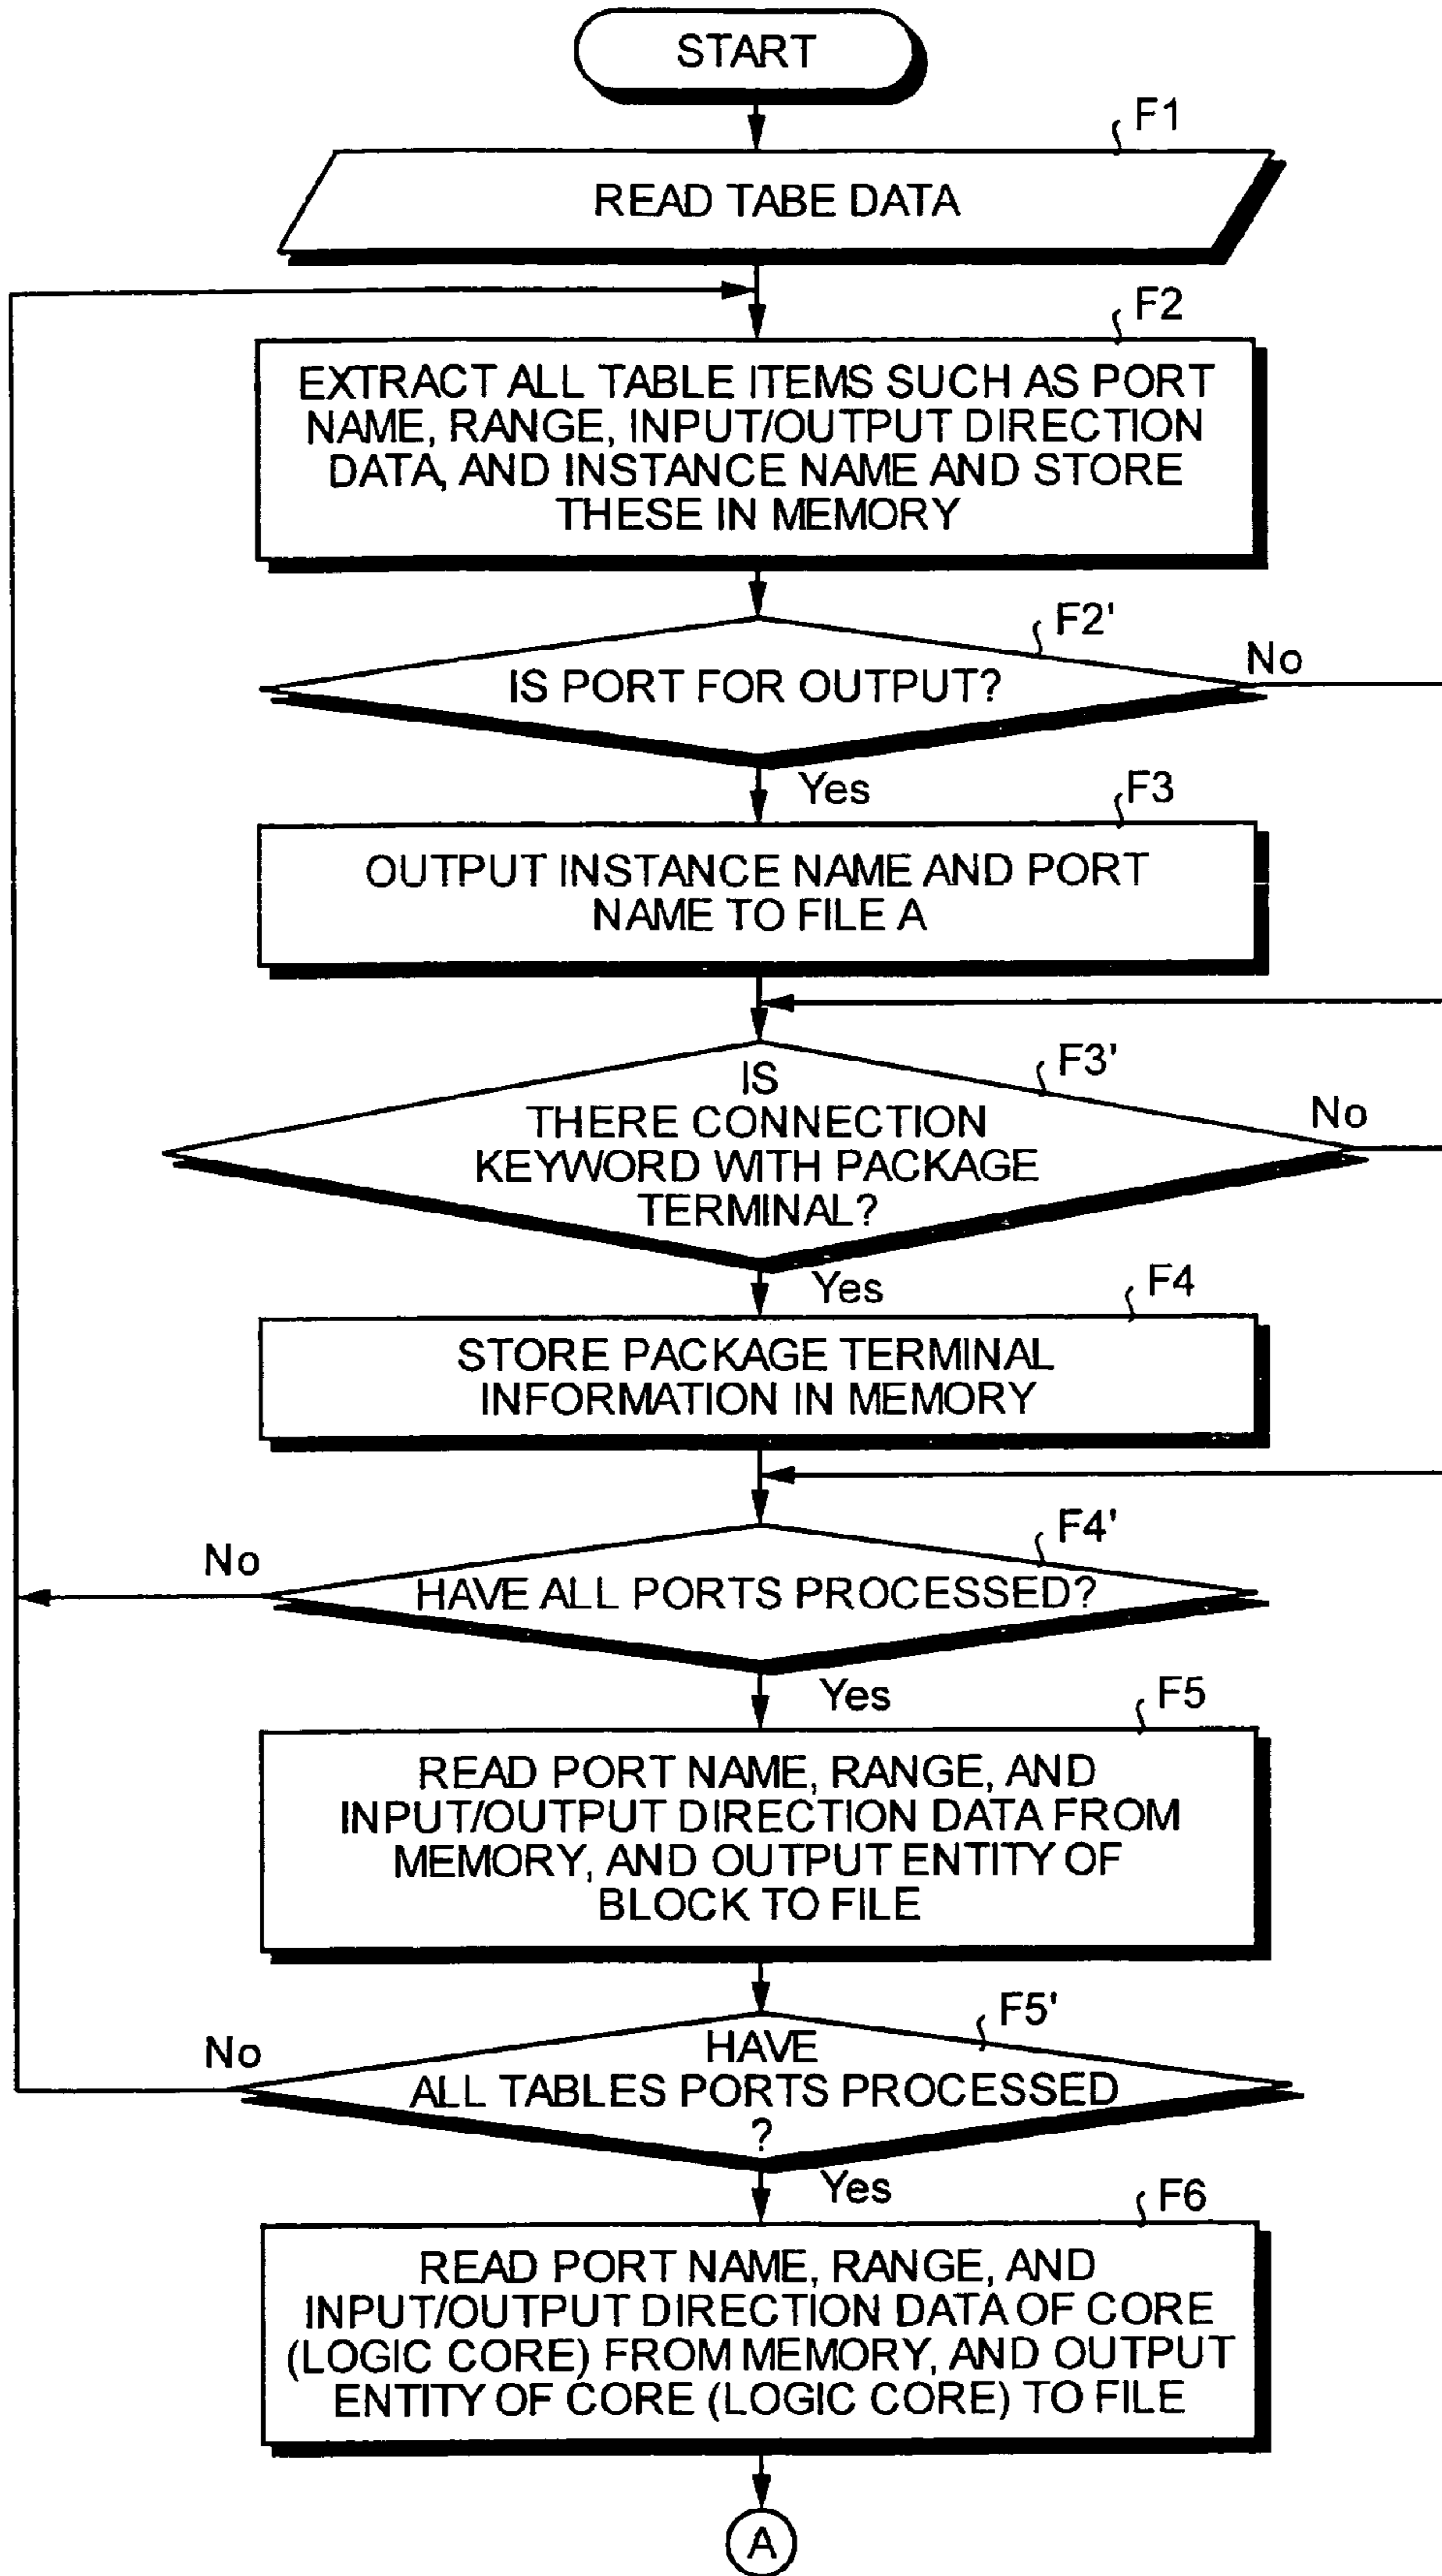 START
F1
READ TABE DATA
F2
EXTRACT ALL TABLE ITEMS SUCH AS PORT
NAME, RANGE, INPUT/OUTPUT DIRECTION
DATA, AND INSTANCE NAME AND STORE
THESE IN MEMORY
F2'
IS PORT FOR OUTPUT?
No
Yes
F3
OUTPUT INSTANCE NAME AND PORT
NAME TO FILE A
F3'
IS
THERE CONNECTION
KEYWORD WITH PACKAGE
TERMINAL?
No
Yes
F4
STORE PACKAGE TERMINAL
INFORMATION IN MEMORY
F4'
No
HAVE ALL PORTS PROCESSED?
Yes
F5
READ PORT NAME, RANGE, AND
INPUT/OUTPUT DIRECTION DATA FROM
MEMORY, AND OUTPUT ENTITY OF
BLOCK TO FILE
F5'
No
HAVE
ALL TABLES PORTS PROCESSED
?
Yes
F6
READ PORT NAME, RANGE, AND
INPUT/OUTPUT DIRECTION DATA OF CORE
(LOGIC CORE) FROM MEMORY, AND OUTPUT
ENTITY OF CORE (LOGIC CORE) TO FILE
A